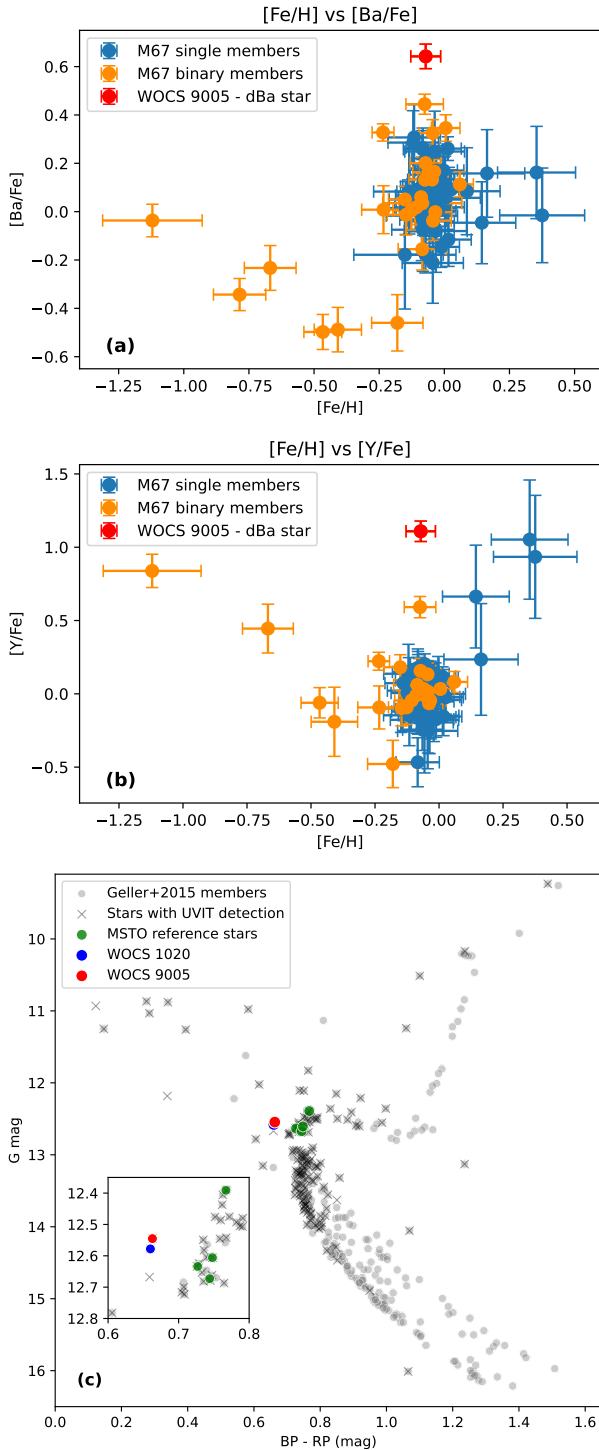 [Fe/H] vs [Ba/Fe]
M67 single members
M67 binary members
WOCS 9005 - dBa star
0.6
0.4
0.2
0.0
−0.2
−0.4
−0.6
[Ba/Fe]
(a)
−1.25 −1.00 −0.75 −0.50 −0.25 0.00 0.25 0.50
[Fe/H]
[Fe/H] vs [Y/Fe]
M67 single members
M67 binary members
WOCS 9005 - dBa star
1.5
1.0
0.5
0.0
−0.5
[Y/Fe]
(b)
−1.25 −1.00 −0.75 −0.50 −0.25 0.00 0.25 0.50
[Fe/H]
Geller+2015 members
Stars with UVIT detection
MSTO reference stars
WOCS 1020
WOCS 9005
10
11
12
13
14
15
16
G mag
12.4
12.5
12.6
12.7
12.8
0.6 0.7 0.8
(c)
0.0 0.2 0.4 0.6 0.8 1.0 1.2 1.4 1.6
BP - RP (mag)